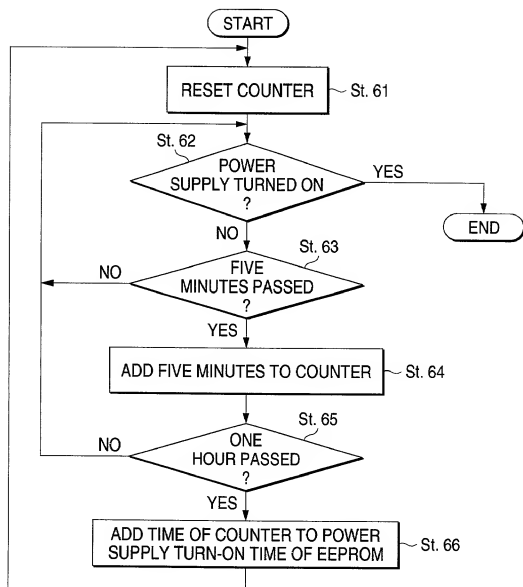 START
RESET COUNTER
St. 61
St. 62
POWER
SUPPLY TURNED ON
?
YES
END
NO
St. 63
FIVE
MINUTES PASSED
?
NO
YES
ADD FIVE MINUTES TO COUNTER
St. 64
St. 65
ONE
HOUR PASSED
?
NO
YES
ADD TIME OF COUNTER TO POWER
SUPPLY TURN-ON TIME OF EEPROM
St. 66